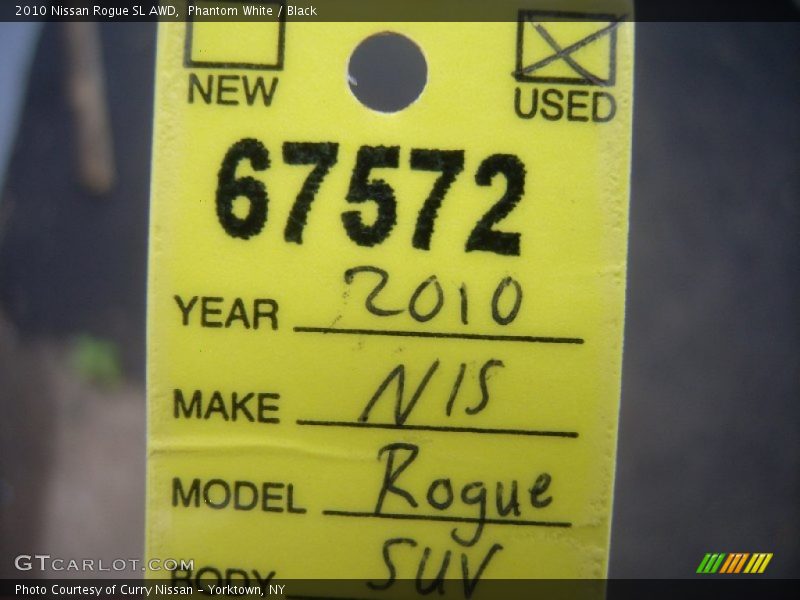 2010 Nissan Rogue SL AWD, Phantom White / Black
NEW USED
67572
YEAR 2010
MAKE NIS
MODEL Rogue
BODY SUV
GTCARLOT.COM
Photo Courtesy of Curry Nissan - Yorktown, NY